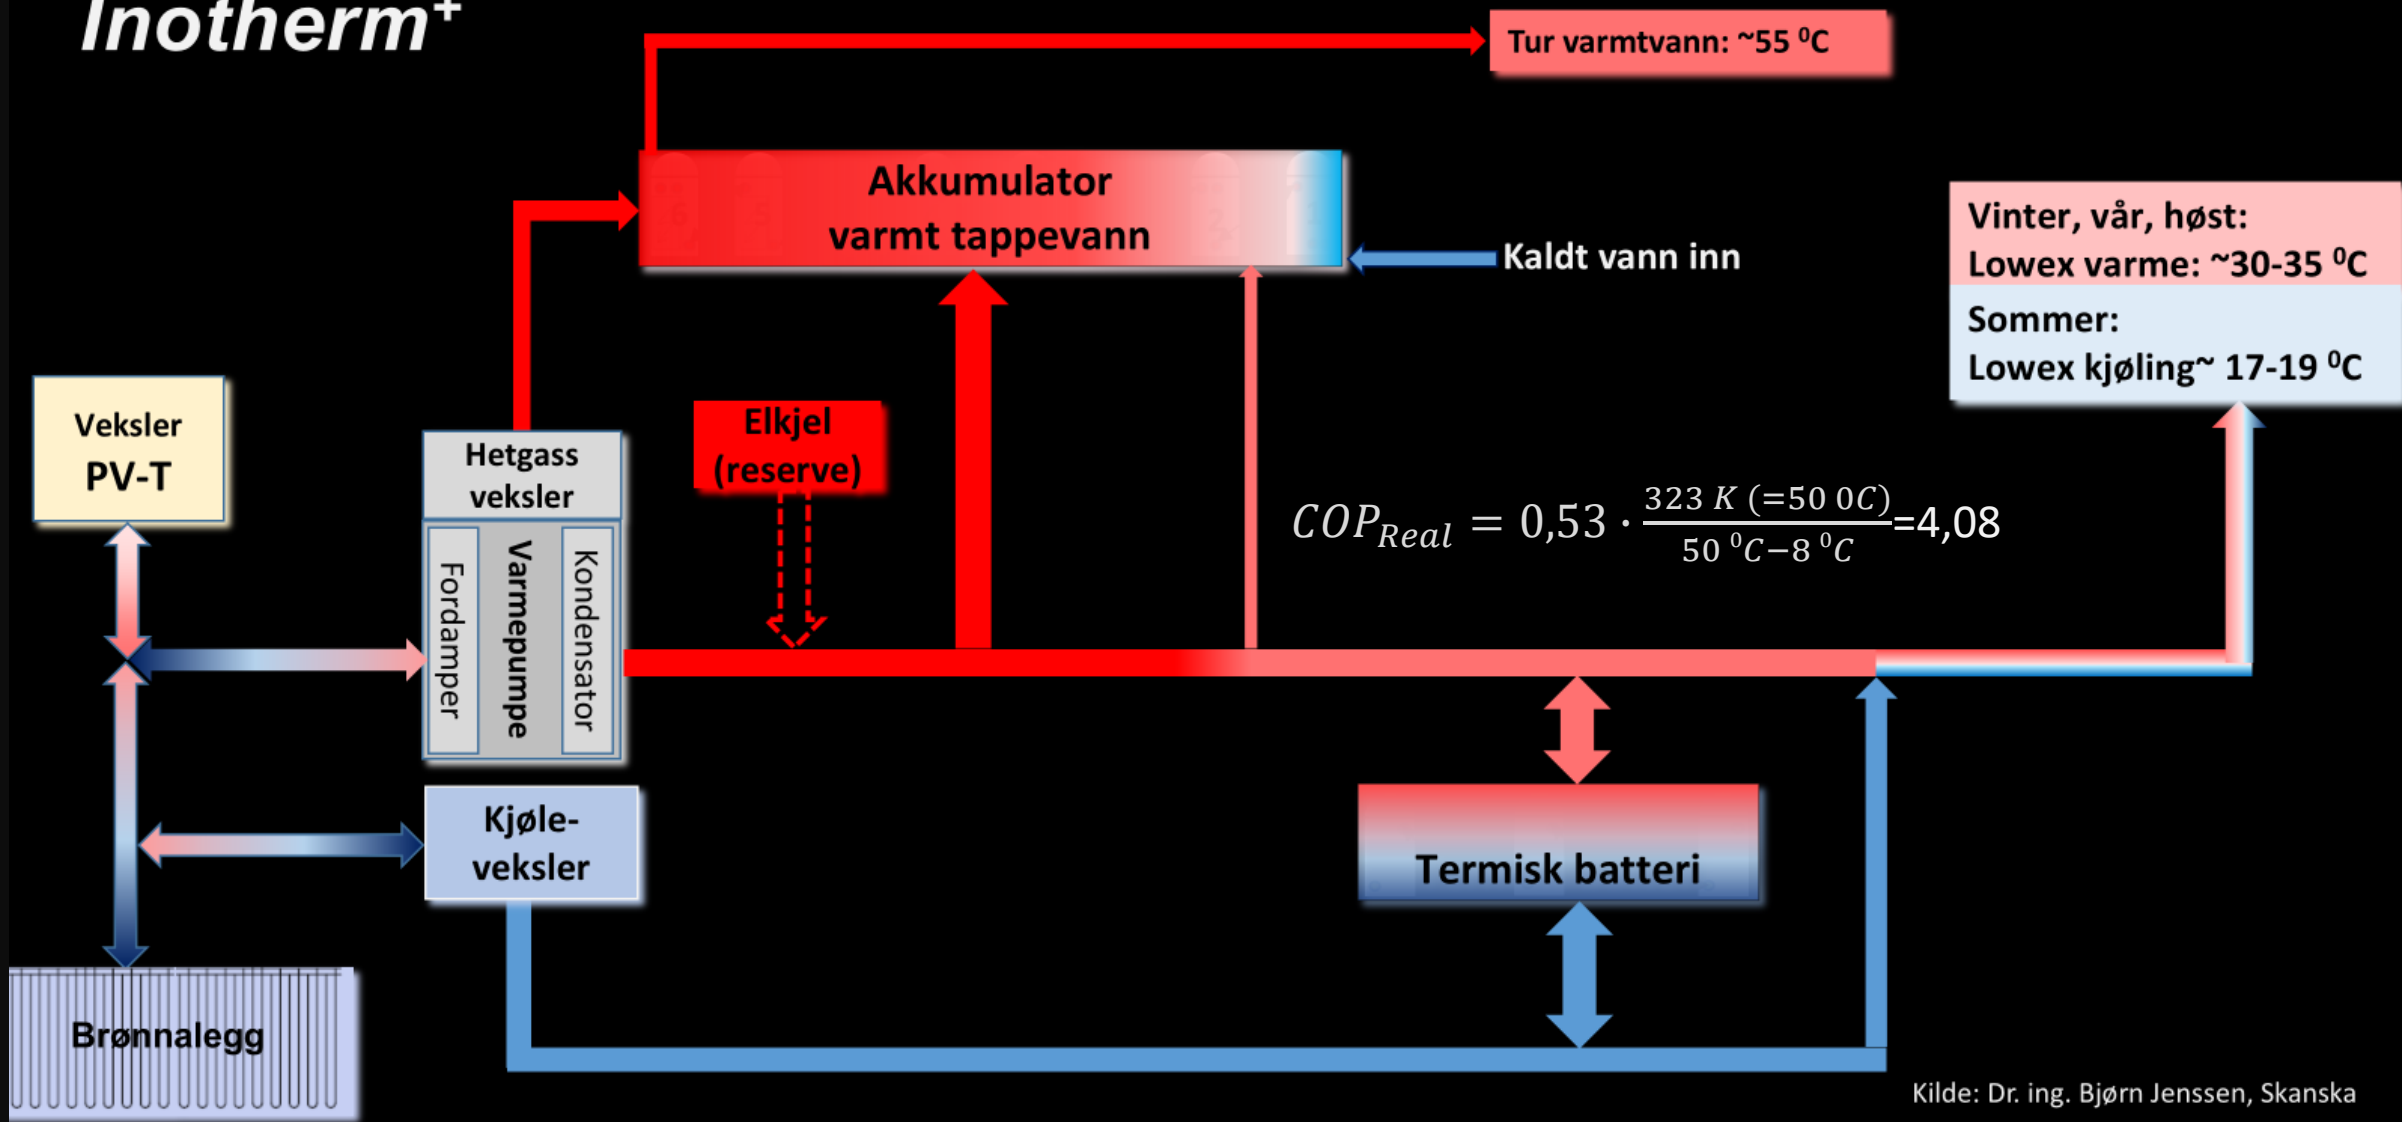 Inotherm⁺
Tur varmtvann: ~55 ⁰C
Akkumulator
varmt tappevann
Kaldt vann inn
Vinter, vår, høst:
Lowex varme: ~30-35 ⁰C
Sommer:
Lowex kjøling~ 17-19 ⁰C
Veksler
PV-T
Hetgass
veksler
Elkjel
(reserve)
Fordamper
Varmepumpe
Kondensator
COP_Real = 0,53 · (323 K (=50 0C))/(50 ⁰C−8 ⁰C)=4,08
Kjøle-
veksler
Termisk batteri
Brønnalegg
Kilde: Dr. ing. Bjørn Jenssen, Skanska